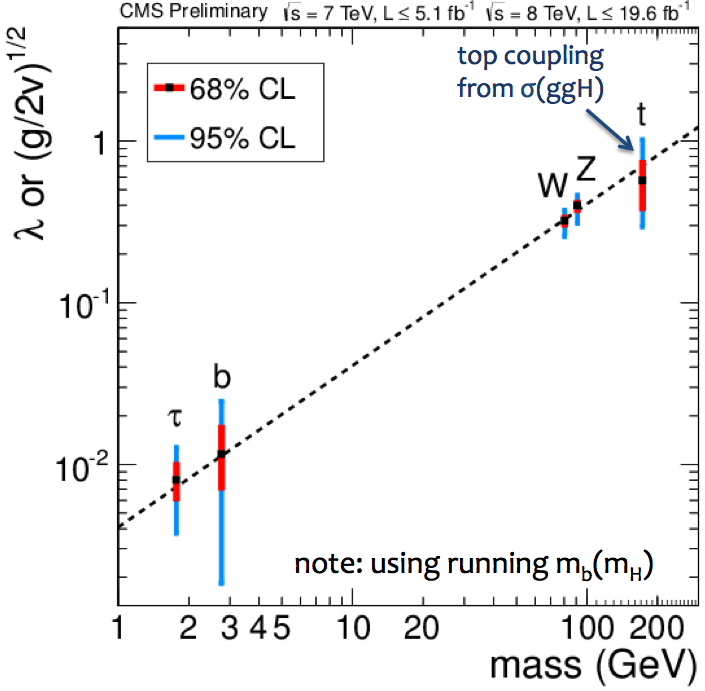 CMS Preliminary √s = 7 TeV, L ≤ 5.1 fb⁻¹ √s = 8 TeV, L ≤ 19.6 fb⁻¹
λ or (g/2v)^1/2
68% CL
95% CL
top coupling
from σ(ggH)
t
W Z
b
τ
1
10⁻¹
10⁻²
note: using running m_b(m_H)
1 2 3 4 5 10 20 100 200
mass (GeV)